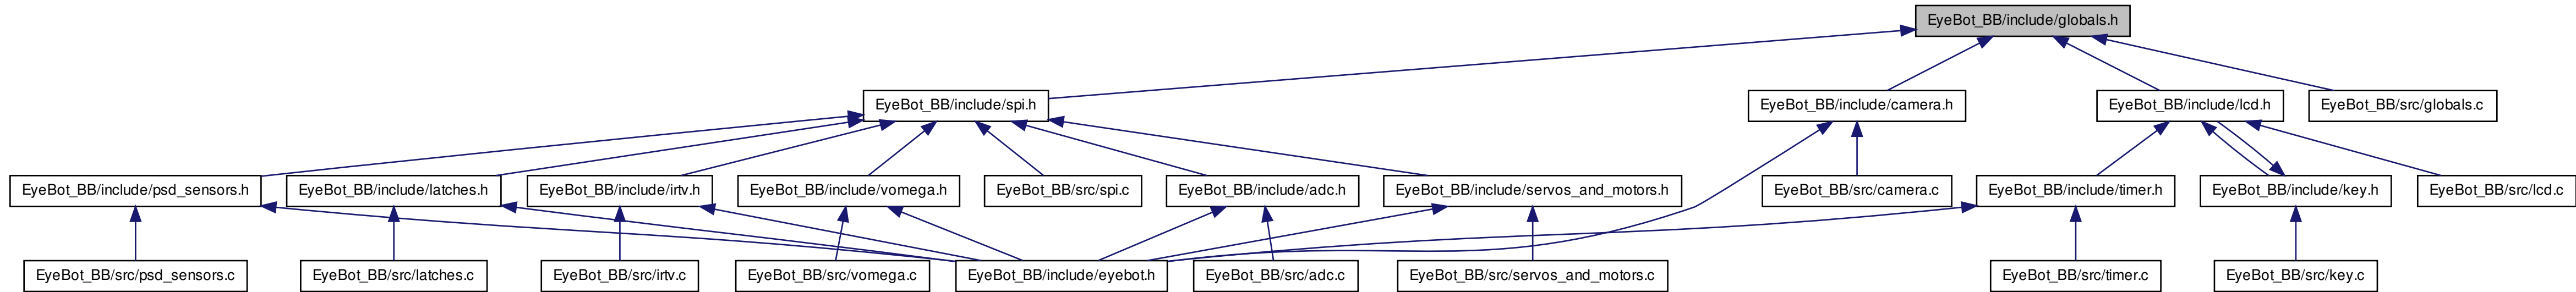 EyeBot_BB/include/globals.h
EyeBot_BB/include/spi.h
EyeBot_BB/include/camera.h
EyeBot_BB/include/lcd.h
EyeBot_BB/src/globals.c
EyeBot_BB/include/psd_sensors.h
EyeBot_BB/include/latches.h
EyeBot_BB/include/irtv.h
EyeBot_BB/include/vomega.h
EyeBot_BB/src/spi.c
EyeBot_BB/include/adc.h
EyeBot_BB/include/servos_and_motors.h
EyeBot_BB/src/camera.c
EyeBot_BB/include/timer.h
EyeBot_BB/include/key.h
EyeBot_BB/src/lcd.c
EyeBot_BB/src/psd_sensors.c
EyeBot_BB/src/latches.c
EyeBot_BB/src/irtv.c
EyeBot_BB/src/vomega.c
EyeBot_BB/include/eyebot.h
EyeBot_BB/src/adc.c
EyeBot_BB/src/servos_and_motors.c
EyeBot_BB/src/timer.c
EyeBot_BB/src/key.c